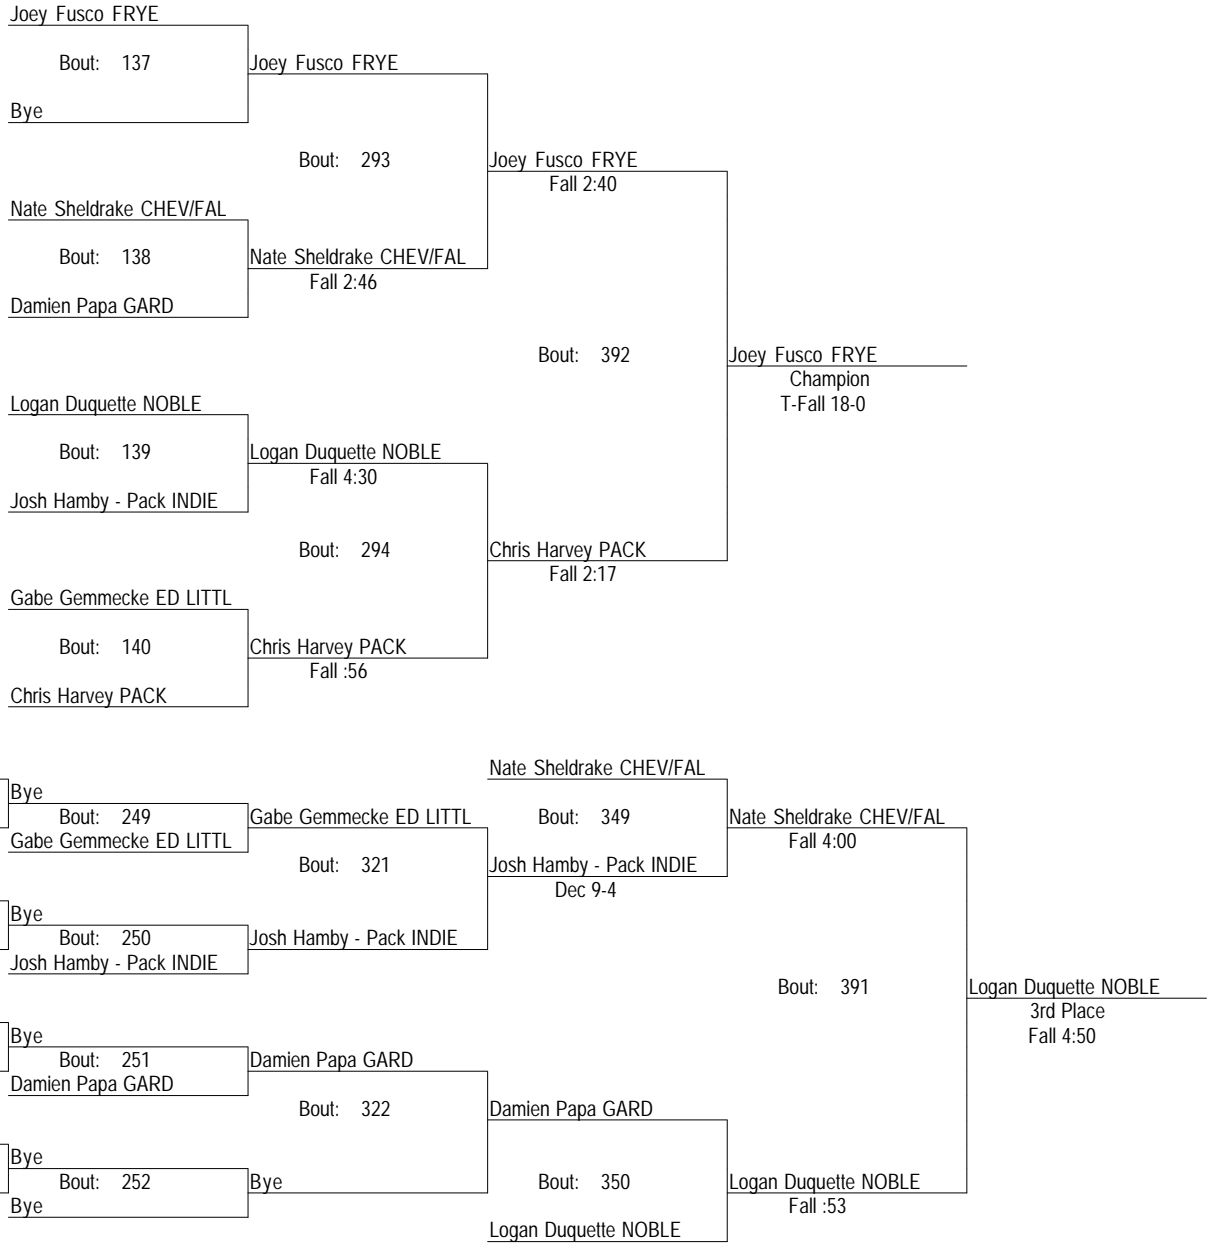 Joey Fusco FRYE
Bout: 137
Joey Fusco FRYE
Bye
Bout: 293
Joey Fusco FRYE
Fall 2:40
Nate Sheldrake CHEV/FAL
Bout: 138
Nate Sheldrake CHEV/FAL
Fall 2:46
Damien Papa GARD
Bout: 392
Joey Fusco FRYE
Champion
T-Fall 18-0
Logan Duquette NOBLE
Bout: 139
Logan Duquette NOBLE
Fall 4:30
Josh Hamby - Pack INDIE
Bout: 294
Chris Harvey PACK
Fall 2:17
Gabe Gemmecke ED LITTL
Bout: 140
Chris Harvey PACK
Fall :56
Chris Harvey PACK
Nate Sheldrake CHEV/FAL
Bye
Bout: 249
Gabe Gemmecke ED LITTL
Bout: 349
Nate Sheldrake CHEV/FAL
Fall 4:00
Gabe Gemmecke ED LITTL
Bout: 321
Josh Hamby - Pack INDIE
Dec 9-4
Bye
Bout: 250
Josh Hamby - Pack INDIE
Josh Hamby - Pack INDIE
Bout: 391
Logan Duquette NOBLE
3rd Place
Fall 4:50
Bye
Bout: 251
Damien Papa GARD
Damien Papa GARD
Bout: 322
Damien Papa GARD
Bye
Bout: 252
Bye
Bout: 350
Logan Duquette NOBLE
Fall :53
Bye
Logan Duquette NOBLE